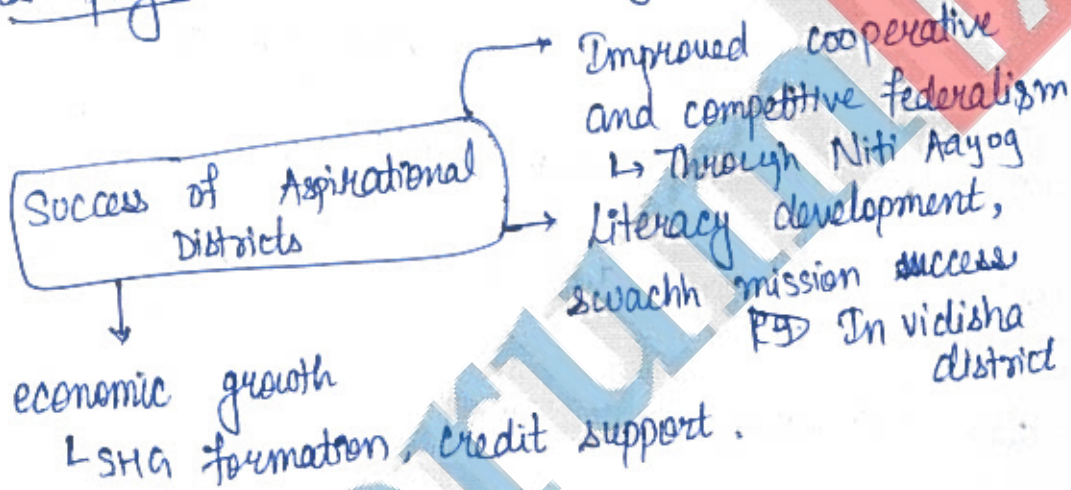 Success of Aspirational
Districts
Improved cooperative
and competitive federalism
↳ Through Niti Aayog
Literacy development,
swachh mission success
Eg In vidisha
district
economic growth
↳ SHG formation, credit support.